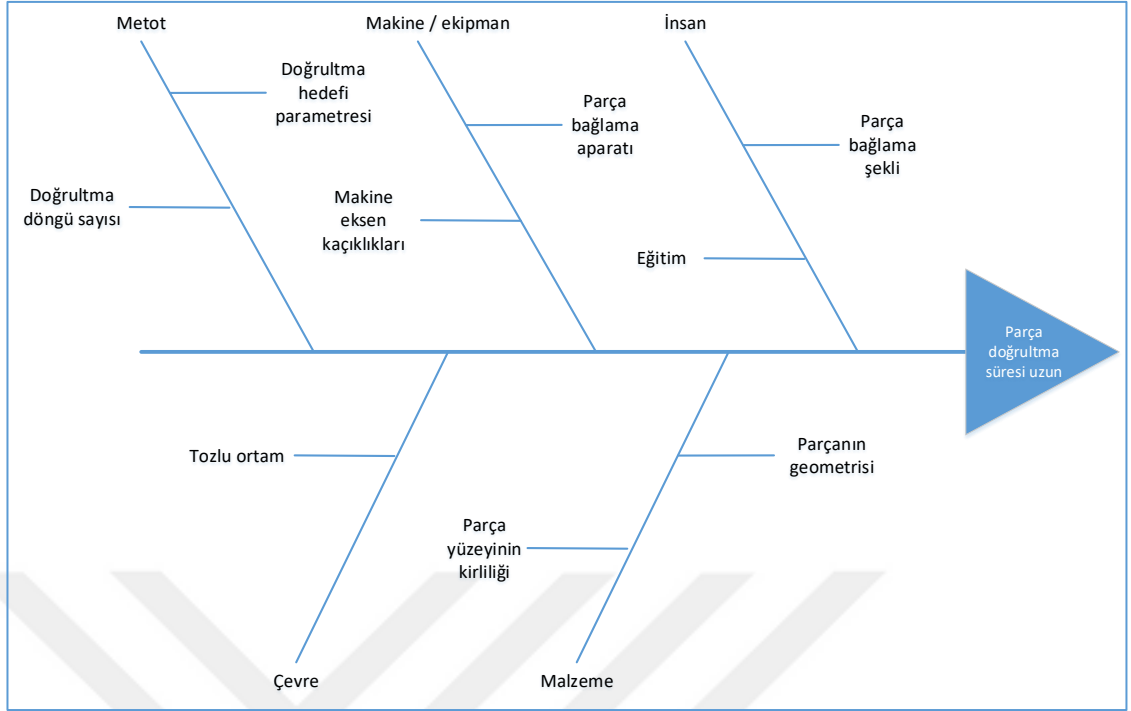 Metot
Makine / ekipman
İnsan
Doğrultma
hedefi
parametresi
Parça
bağlama
aparatı
Parça
bağlama
şekli
Doğrultma
döngü sayısı
Makine
eksen
kaçıklıkları
Eğitim
Parça
doğrultma
süresi uzun
Tozlu ortam
Parçanın
geometrisi
Parça
yüzeyinin
kirliliği
Çevre
Malzeme